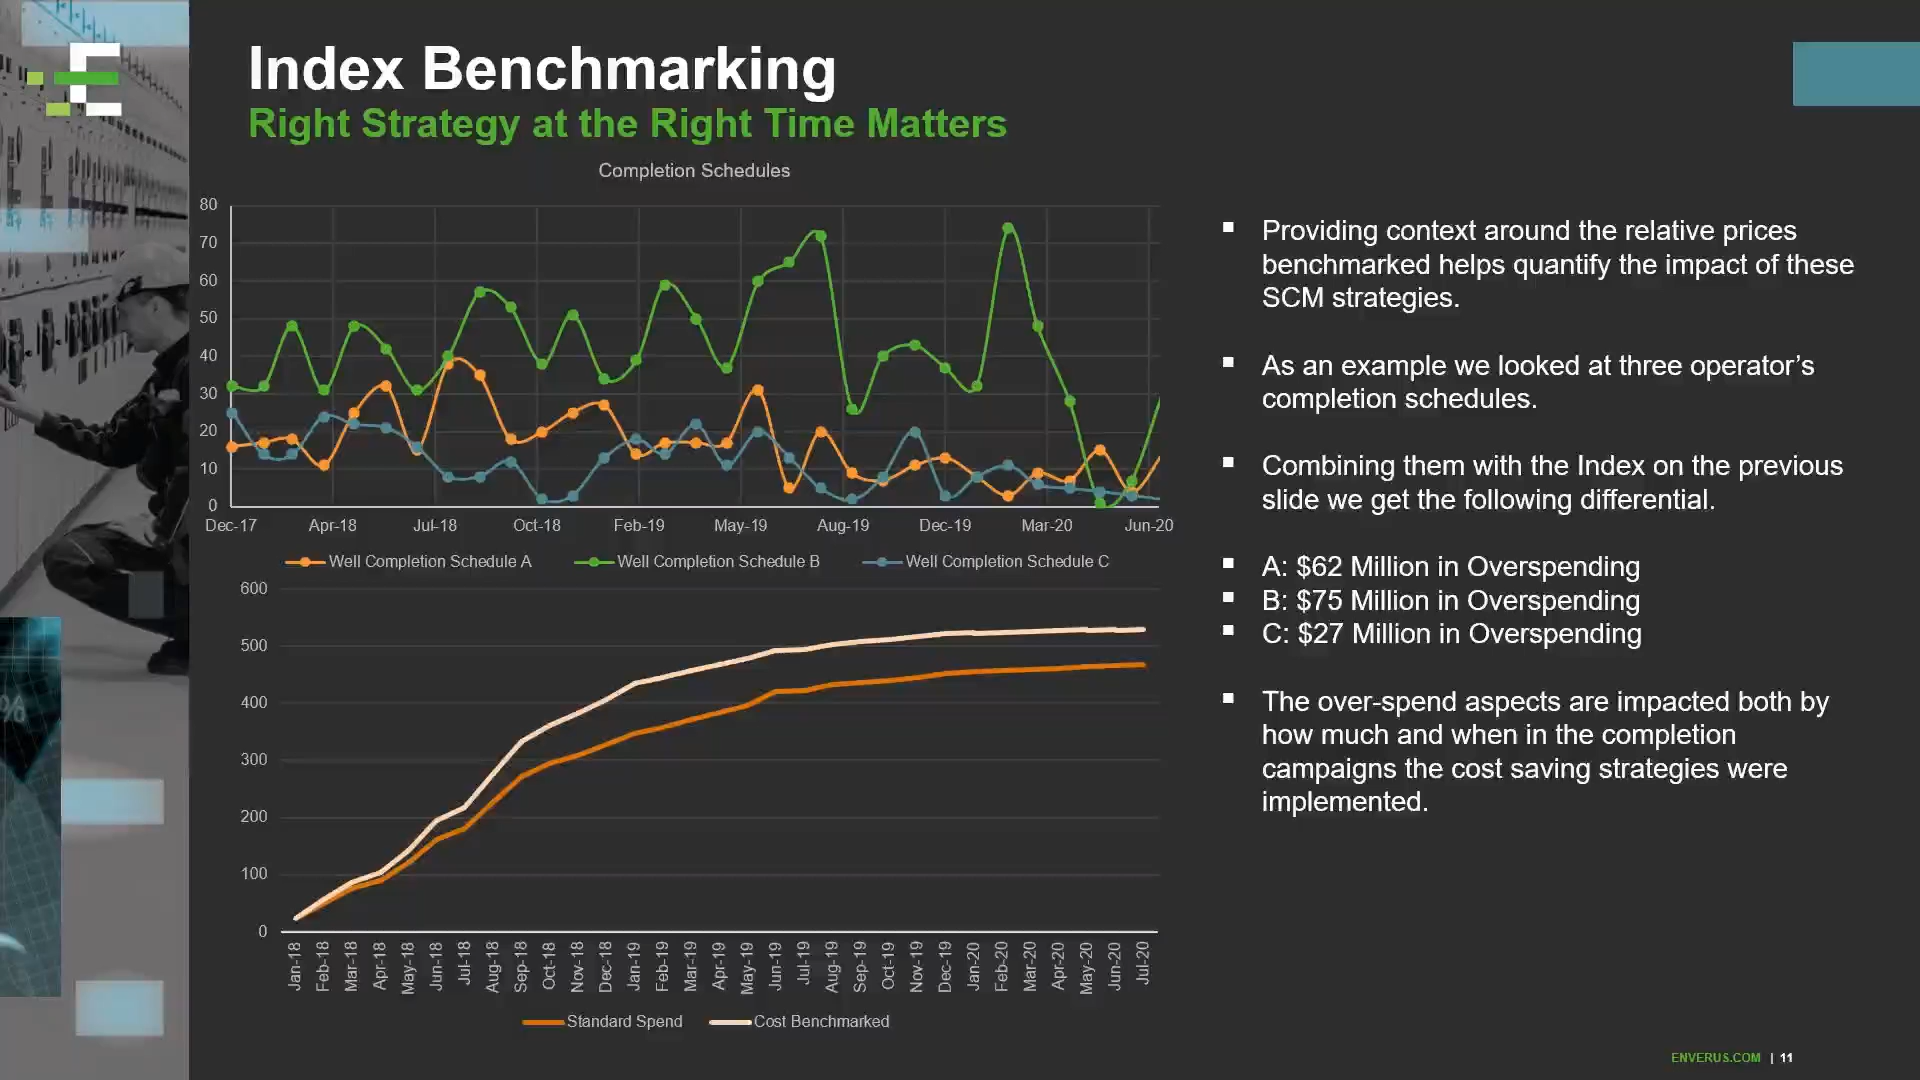 Index Benchmarking
Right Strategy at the Right Time Matters
Completion Schedules
80
70
60
50
40
30
20
10
0
Dec-17 Apr-18 Jul-18 Oct-18 Feb-19 May-19 Aug-19 Dec-19 Mar-20 Jun-20
Well Completion Schedule A Well Completion Schedule B Well Completion Schedule C
600
500
400
300
200
100
0
Jan-18 Feb-18 Mar-18 Apr-18 May-18 Jun-18 Jul-18 Aug-18 Sep-18 Oct-18 Nov-18 Dec-18 Jan-19 Feb-19 Mar-19 Apr-19 May-19 Jun-19 Jul-19 Aug-19 Sep-19 Oct-19 Nov-19 Dec-19 Jan-20 Feb-20 Mar-20 Apr-20 May-20 Jun-20 Jul-20
Standard Spend Cost Benchmarked
Providing context around the relative prices
benchmarked helps quantify the impact of these
SCM strategies.
As an example we looked at three operator’s
completion schedules.
Combining them with the Index on the previous
slide we get the following differential.
A: $62 Million in Overspending
B: $75 Million in Overspending
C: $27 Million in Overspending
The over-spend aspects are impacted both by
how much and when in the completion
campaigns the cost saving strategies were
implemented.
%
ENVERUS.COM | 11